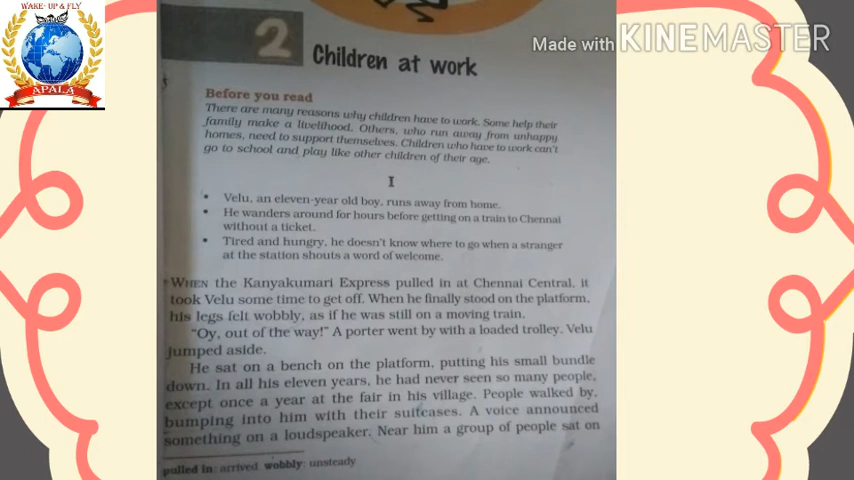 WAKE- UP & FLY
APALA
Made with KINEMASTER
2
Children at work
Before you read
There are many reasons why children have to work. Some help their
family make a livelihood. Others, who run away from unhappy
homes, need to support themselves. Children who have to work can't
go to school and play like other children of their age.
I
• Velu, an eleven-year old boy, runs away from home.
• He wanders around for hours before getting on a train to Chennai
without a ticket.
• Tired and hungry, he doesn't know where to go when a stranger
at the station shouts a word of welcome.
WHEN the Kanyakumari Express pulled in at Chennai Central, it
took Velu some time to get off. When he finally stood on the platform,
his legs felt wobbly, as if he was still on a moving train.
"Oy, out of the way!" A porter went by with a loaded trolley. Velu
jumped aside.
He sat on a bench on the platform, putting his small bundle
down. In all his eleven years, he had never seen so many people,
except once a year at the fair in his village. People walked by,
bumping into him with their suitcases. A voice announced
something on a loudspeaker. Near him a group of people sat on
pulled in: arrived wobbly: unsteady